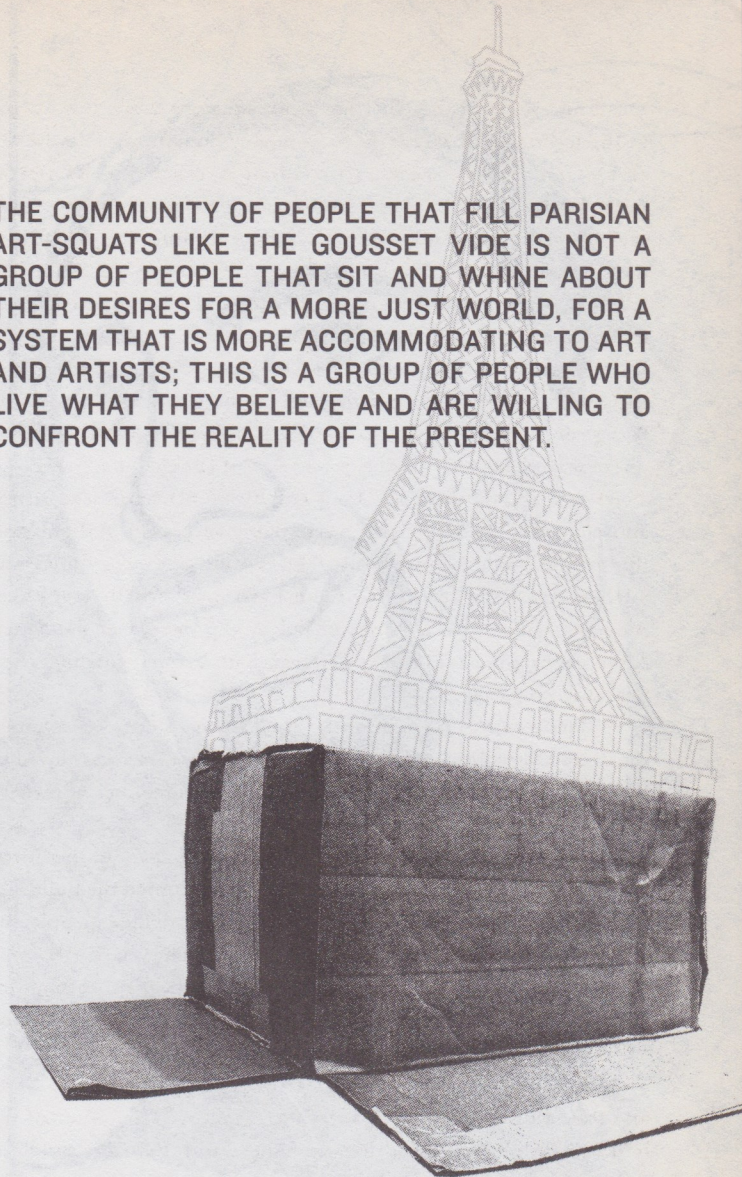 THE COMMUNITY OF PEOPLE THAT FILL PARISIAN
ART-SQUATS LIKE THE GOUSSET VIDE IS NOT A
GROUP OF PEOPLE THAT SIT AND WHINE ABOUT
THEIR DESIRES FOR A MORE JUST WORLD, FOR A
SYSTEM THAT IS MORE ACCOMMODATING TO ART
AND ARTISTS; THIS IS A GROUP OF PEOPLE WHO
LIVE WHAT THEY BELIEVE AND ARE WILLING TO
CONFRONT THE REALITY OF THE PRESENT.